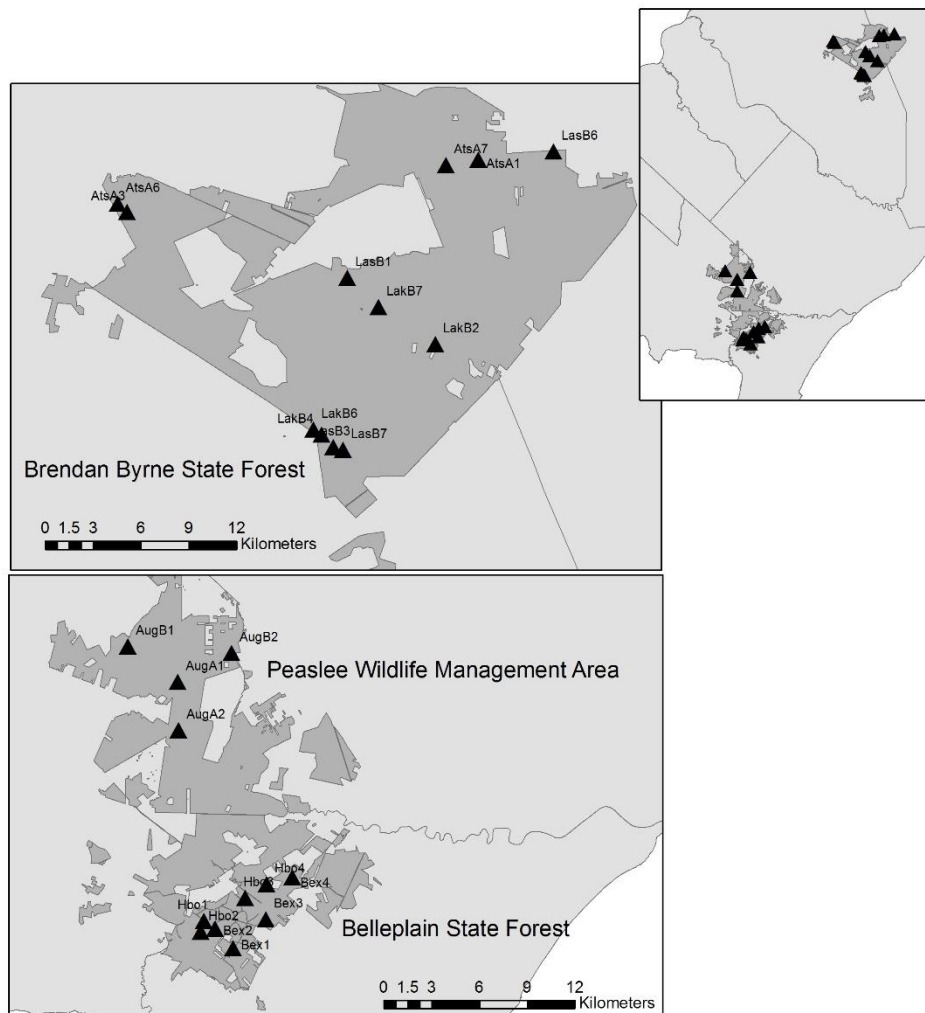 LasB6
AtsA7
AtsA1
AtsA6
AtsA3
LasB1
LakB7
LakB2
LakB6
LakB4
asB3
LasB7
Brendan Byrne State Forest
0 1.5 3 6 9 12
Kilometers
AugB1
AugB2
AugA1
Peaslee Wildlife Management Area
AugA2
Hbo4
Hbo3
Bex4
Hbo1
Hbo2
Bex3
Bex2
Belleplain State Forest
Bex1
0 1.5 3 6 9 12
Kilometers